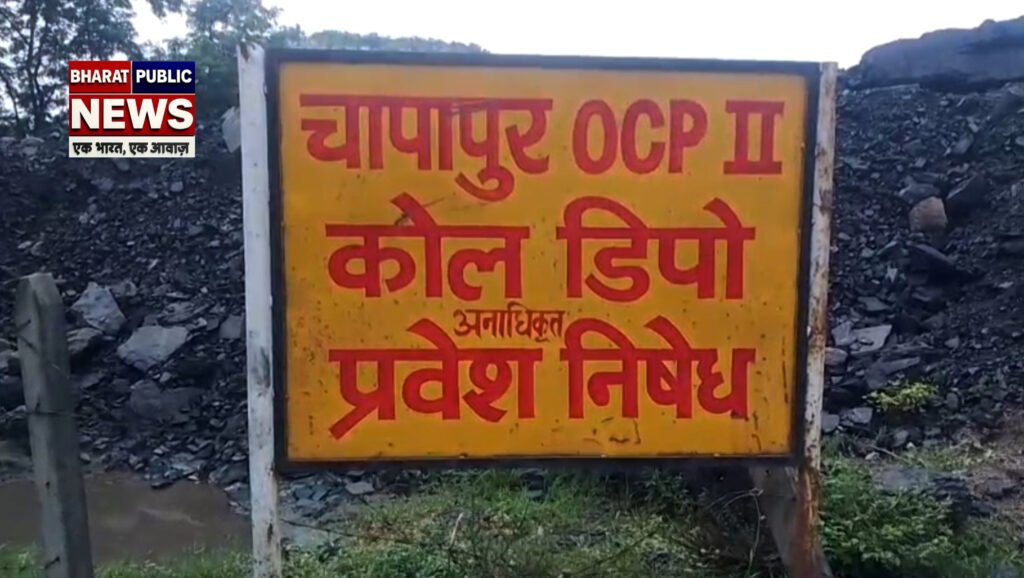 BHARAT PUBLIC
NEWS
एक भारत, एक आवाज़
चापापुर OCP II
कोल डिपो
अनाधिकृत
प्रवेश निषेध